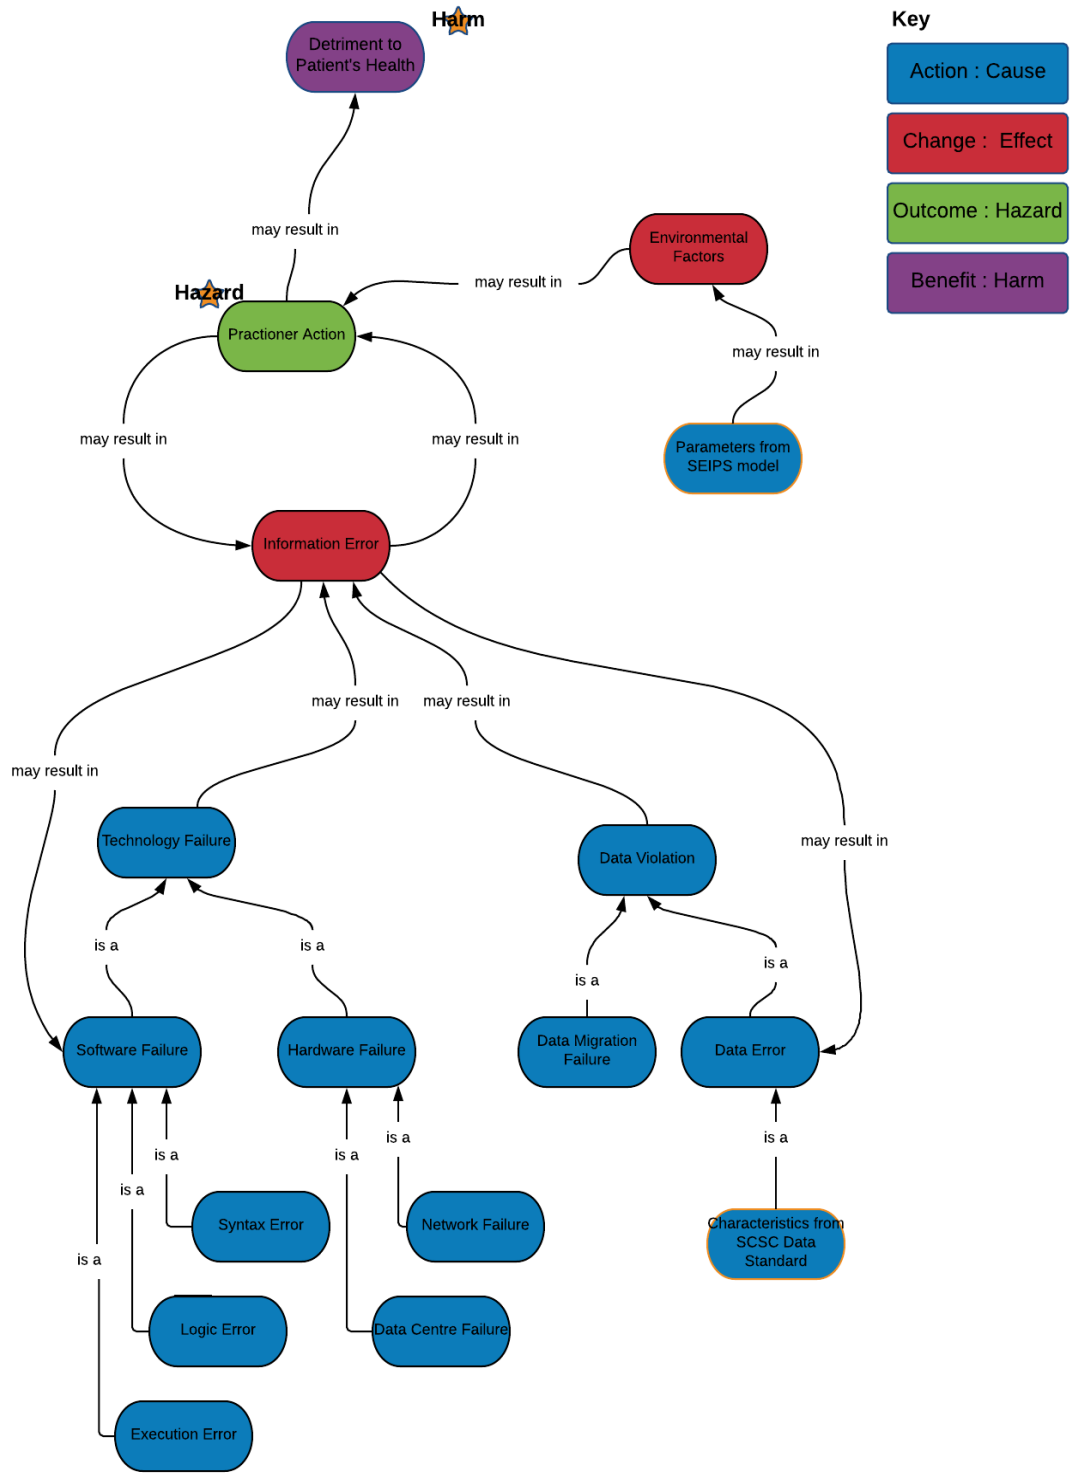 Harm
Key
Detriment to
Patient's Health
Action : Cause
Change :  Effect
Outcome : Hazard
Benefit : Harm
may result in
Environmental
Factors
may result in
Hazard
Practioner Action
may result in
may result in
may result in
Parameters from
SEIPS model
Information Error
may result in
may result in
may result in
may result in
Technology Failure
Data Violation
is a
is a
is a
is a
Software Failure
Hardware Failure
Data Migration
Failure
Data Error
is a
is a
is a
is a
is a
is a
Syntax Error
Network Failure
Characteristics from
SCSC Data
Standard
Logic Error
Data Centre Failure
Execution Error